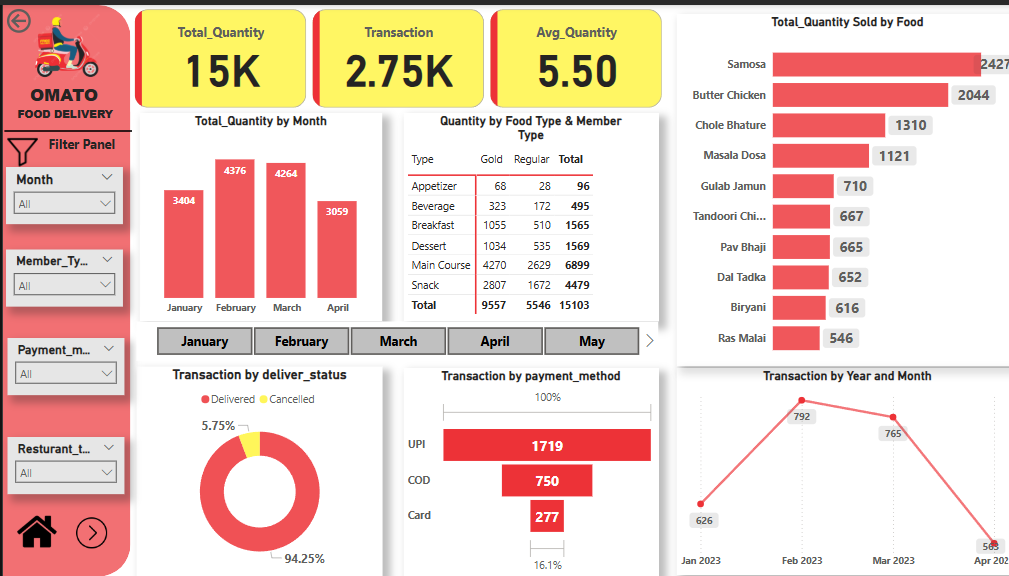 OMATO
FOOD DELIVERY
Filter Panel
Month
All
Member_Ty...
All
Payment_m...
All
Resturant_t...
All
Total_Quantity
15K
Transaction
2.75K
Avg_Quantity
5.50
Total_Quantity by Month
3404
4376
4264
3059
January February March April
Quantity by Food Type & Member
Type
Type Gold Regular Total
Appetizer 68 28 96
Beverage 323 172 495
Breakfast 1055 510 1565
Dessert 1034 535 1569
Main Course 4270 2629 6899
Snack 2807 1672 4479
Total 9557 5546 15103
January February March April May
Total_Quantity Sold by Food
Samosa 2427
Butter Chicken 2044
Chole Bhature 1310
Masala Dosa 1121
Gulab Jamun 710
Tandoori Chi... 667
Pav Bhaji 665
Dal Tadka 652
Biryani 616
Ras Malai 546
Transaction by deliver_status
Delivered Cancelled
5.75%
94.25%
Transaction by payment_method
100%
UPI 1719
COD 750
Card 277
16.1%
Transaction by Year and Month
792
765
626
Jan 2023 Feb 2023 Mar 2023 Apr 202